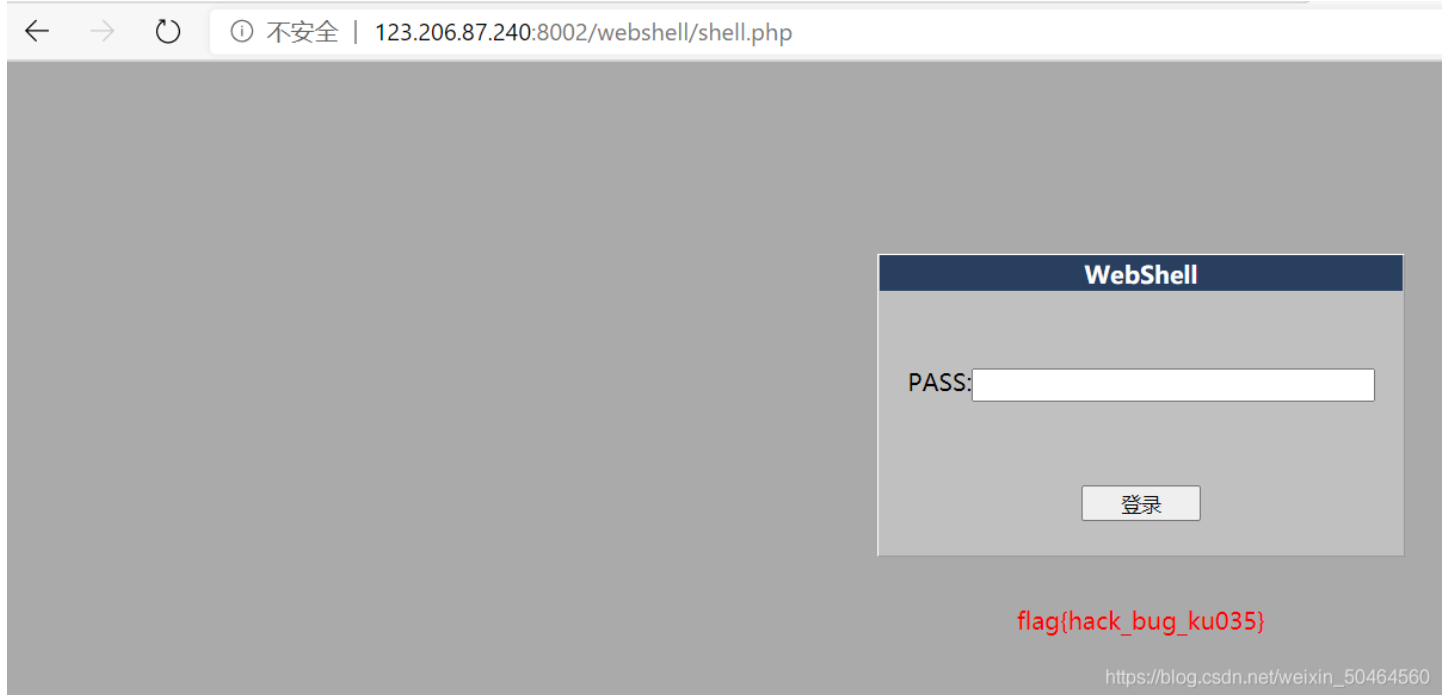 不安全 | 123.206.87.240:8002/webshell/shell.php
WebShell
PASS:
登录
flag{hack_bug_ku035}
https://blog.csdn.net/weixin_50464560